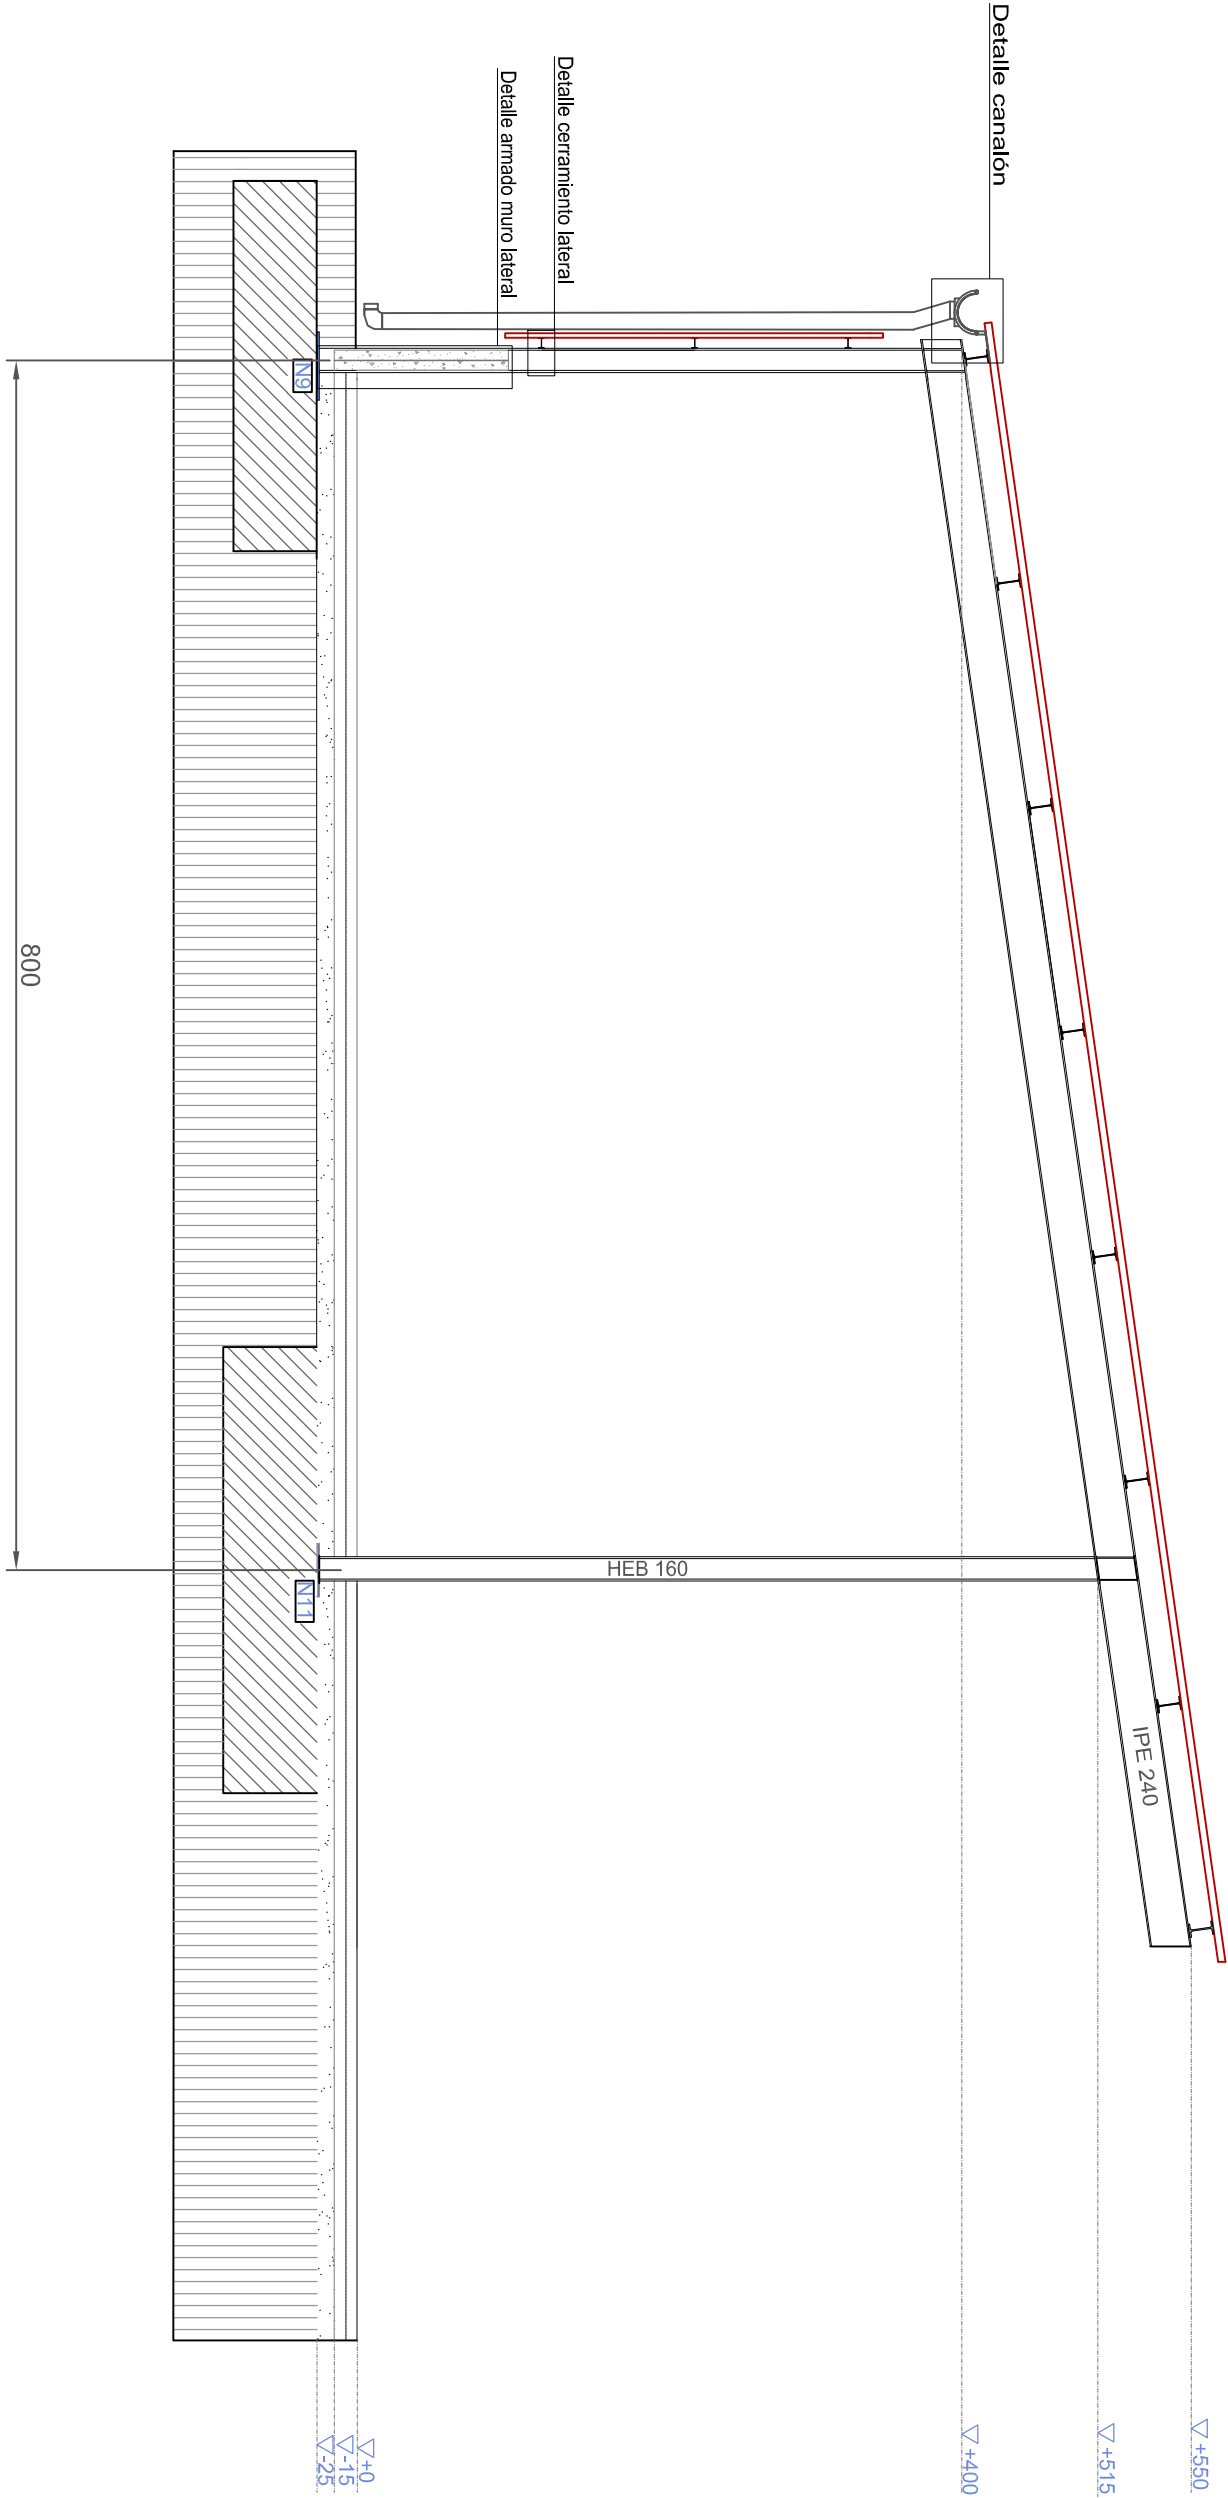 Detalle canalón
Detalle cerramiento lateral
Detalle armado muro lateral
N9
800
HEB 160
N11
IPE 240
+550
+515
+400
+0
-15
-25